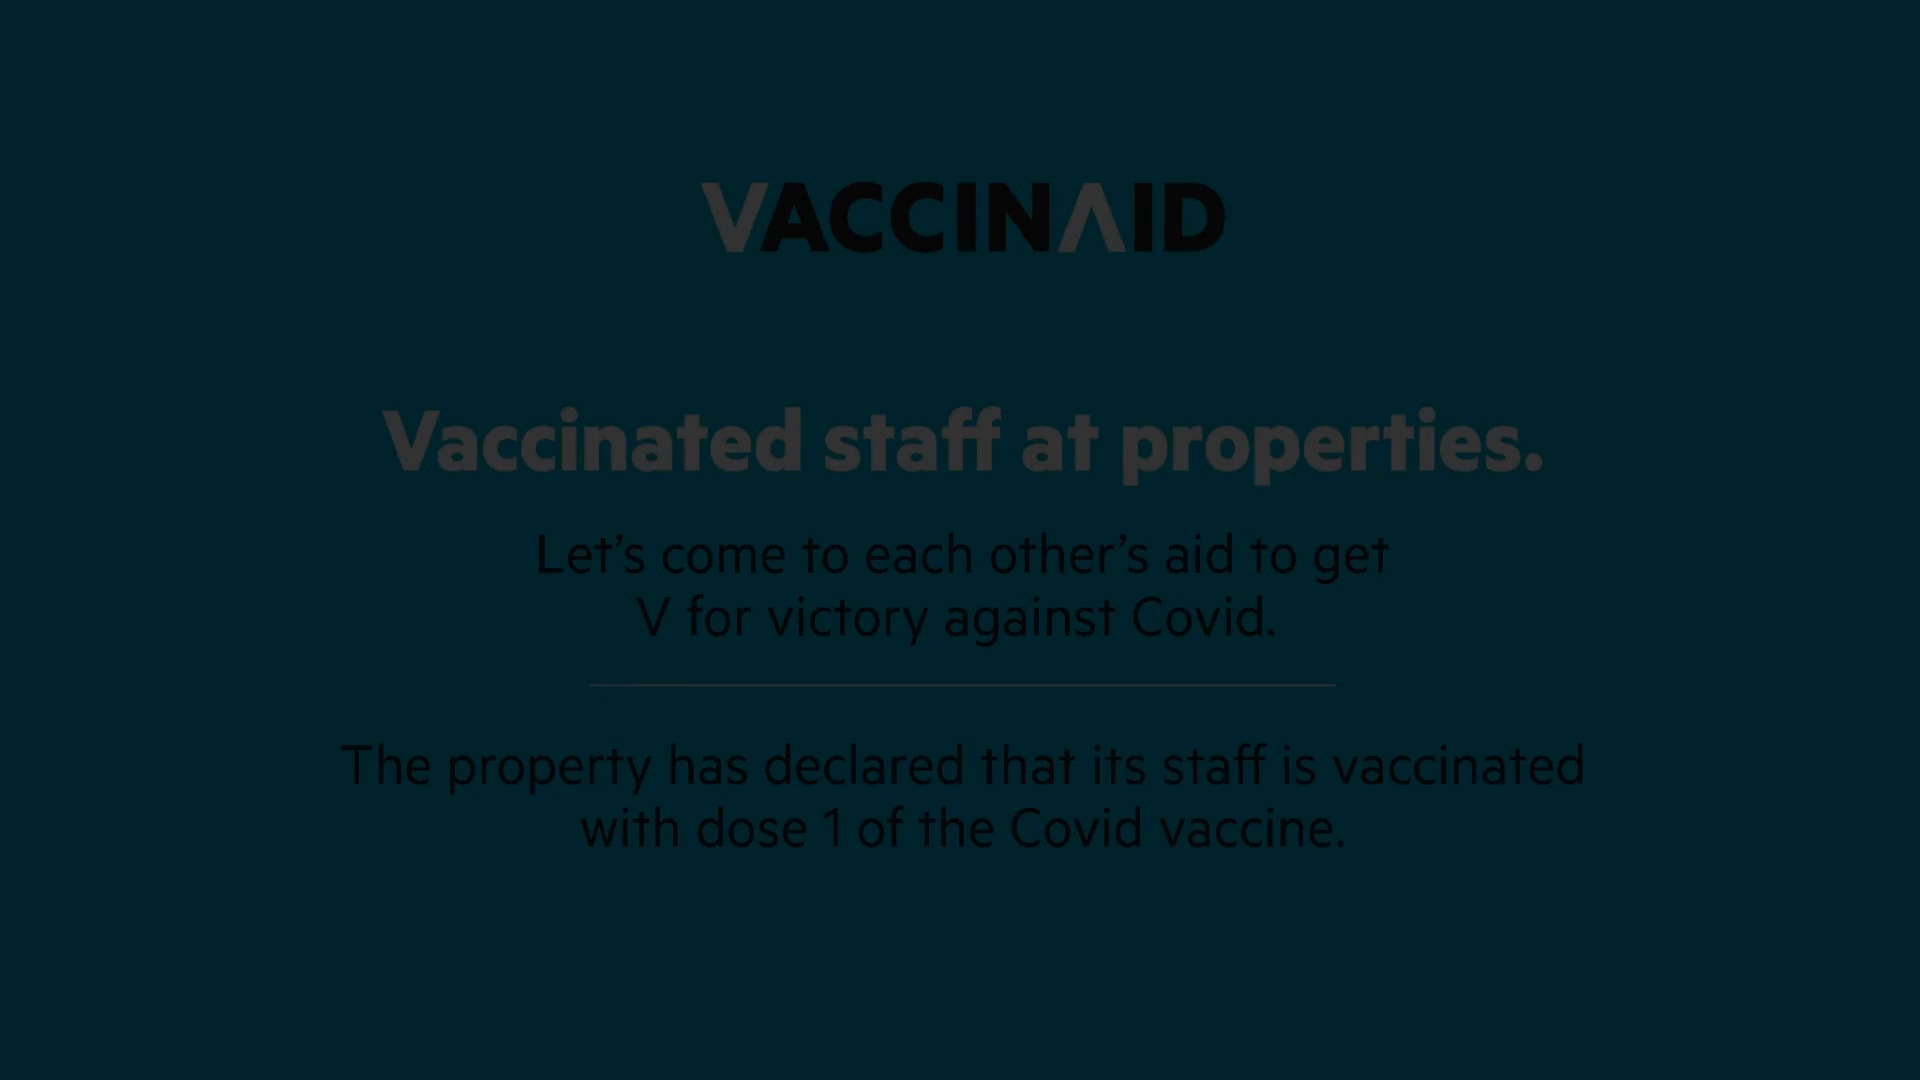 VACCINAID
Vaccinated staff at properties.
Let’s come to each other’s aid to get
V for victory against Covid.
The property has declared that its staff is vaccinated
with dose 1 of the Covid vaccine.